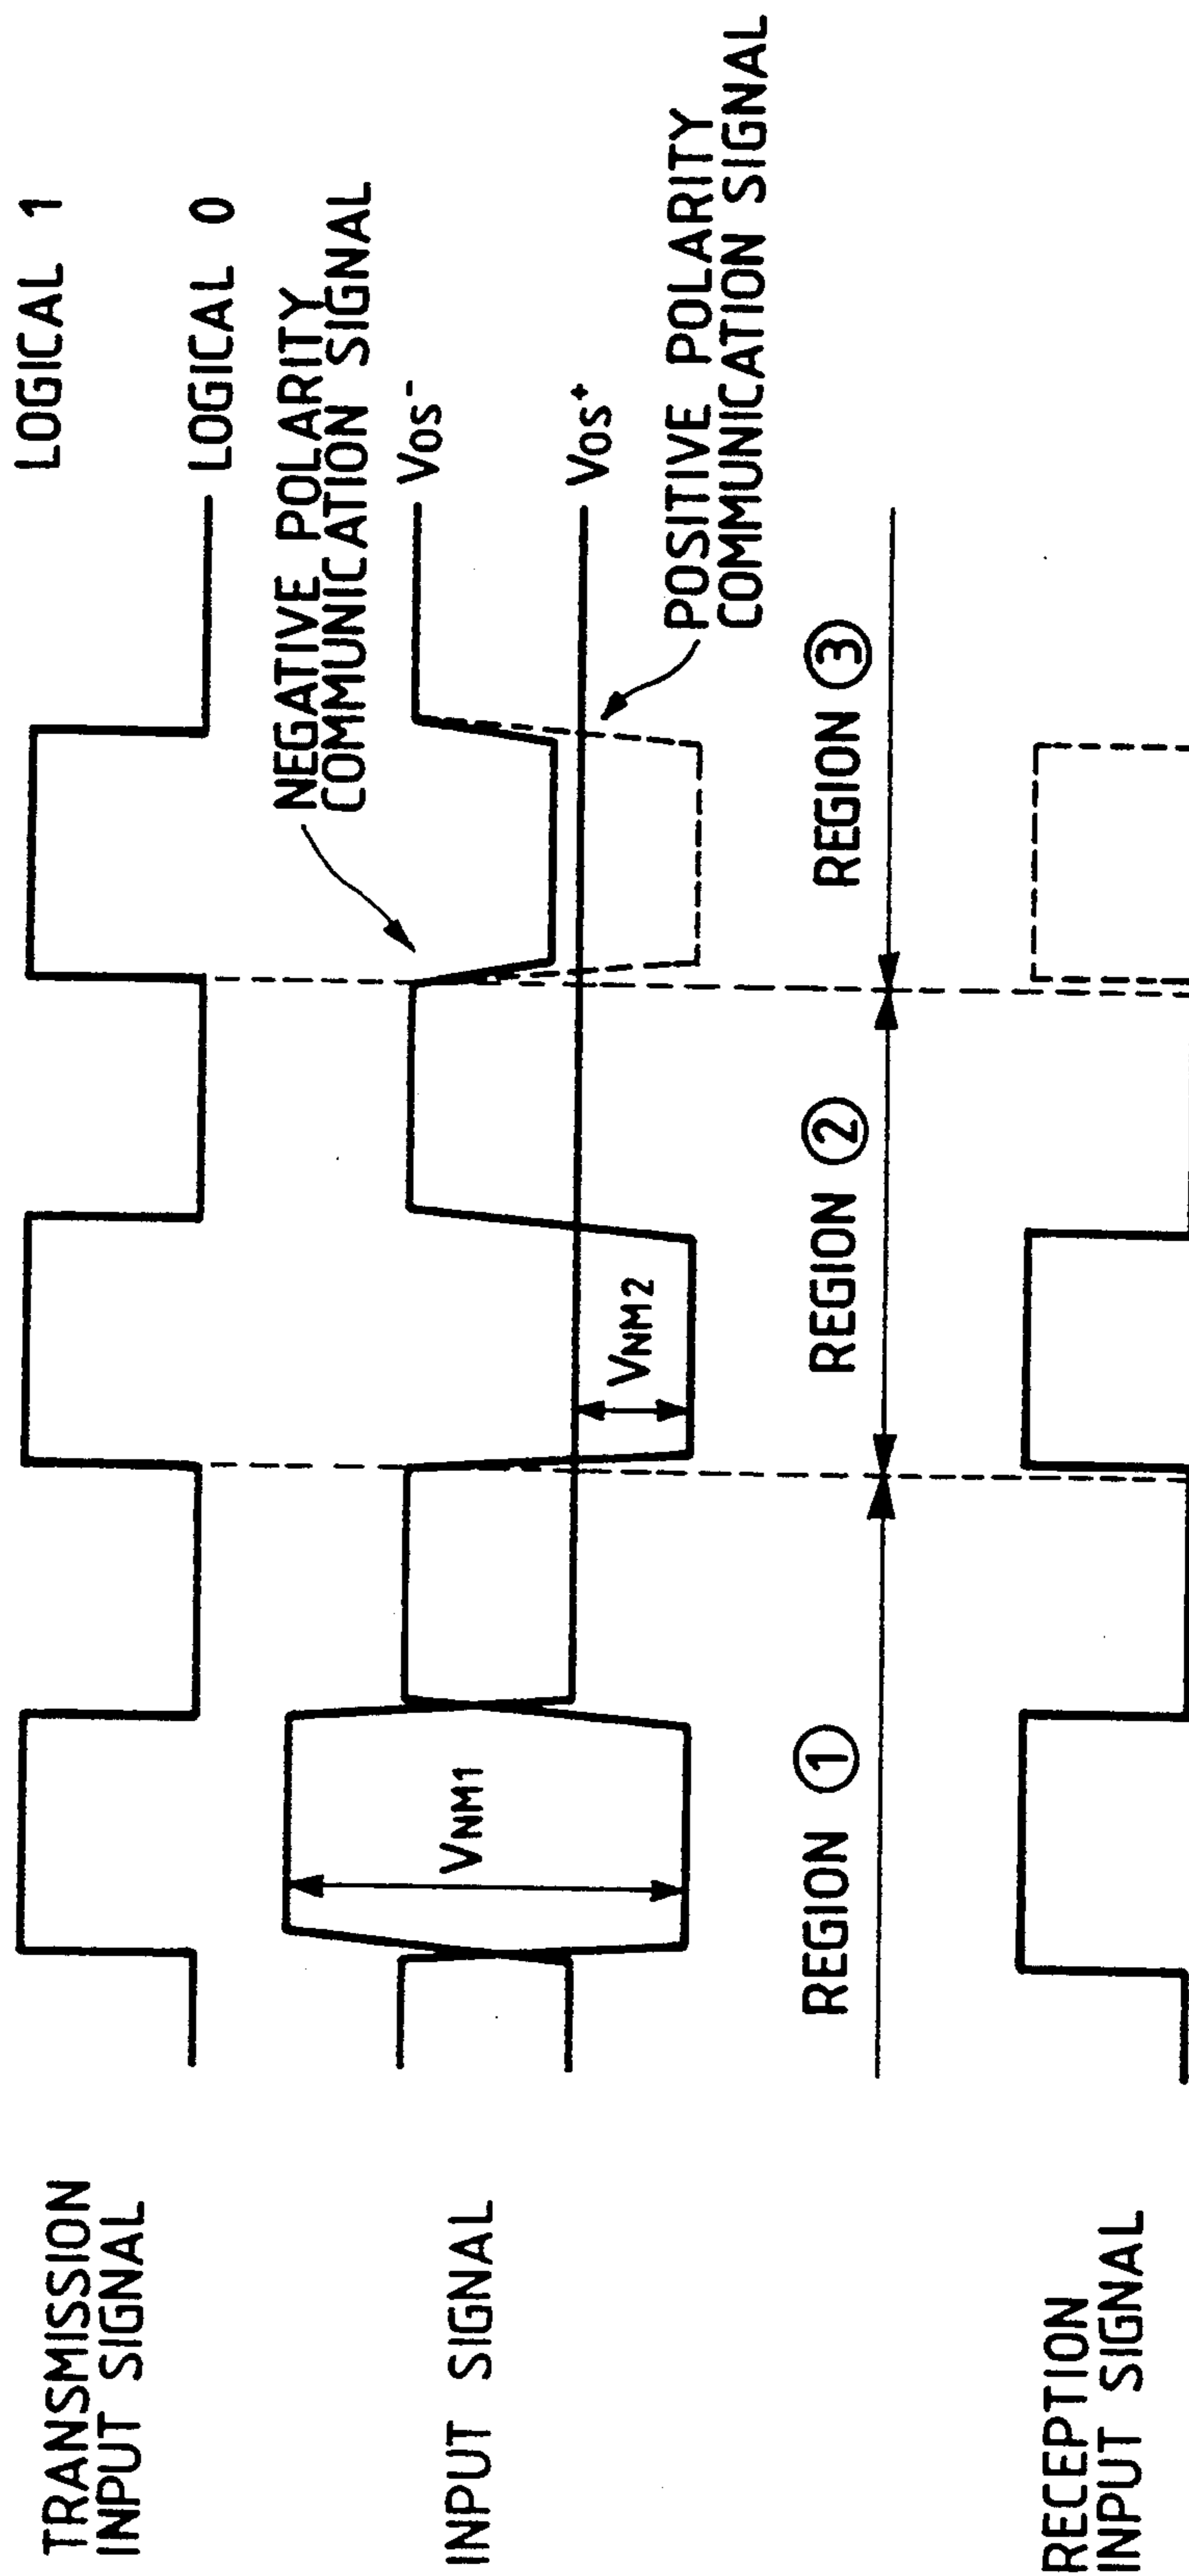 LOGICAL 1
LOGICAL 0
NEGATIVE POLARITY
COMMUNICATION SIGNAL
VOS-
VOS+
POSITIVE POLARITY
COMMUNICATION SIGNAL
TRANSMISSION
INPUT SIGNAL
INPUT SIGNAL
VNM1
VNM2
REGION ①
REGION ②
REGION ③
RECEPTION
INPUT SIGNAL